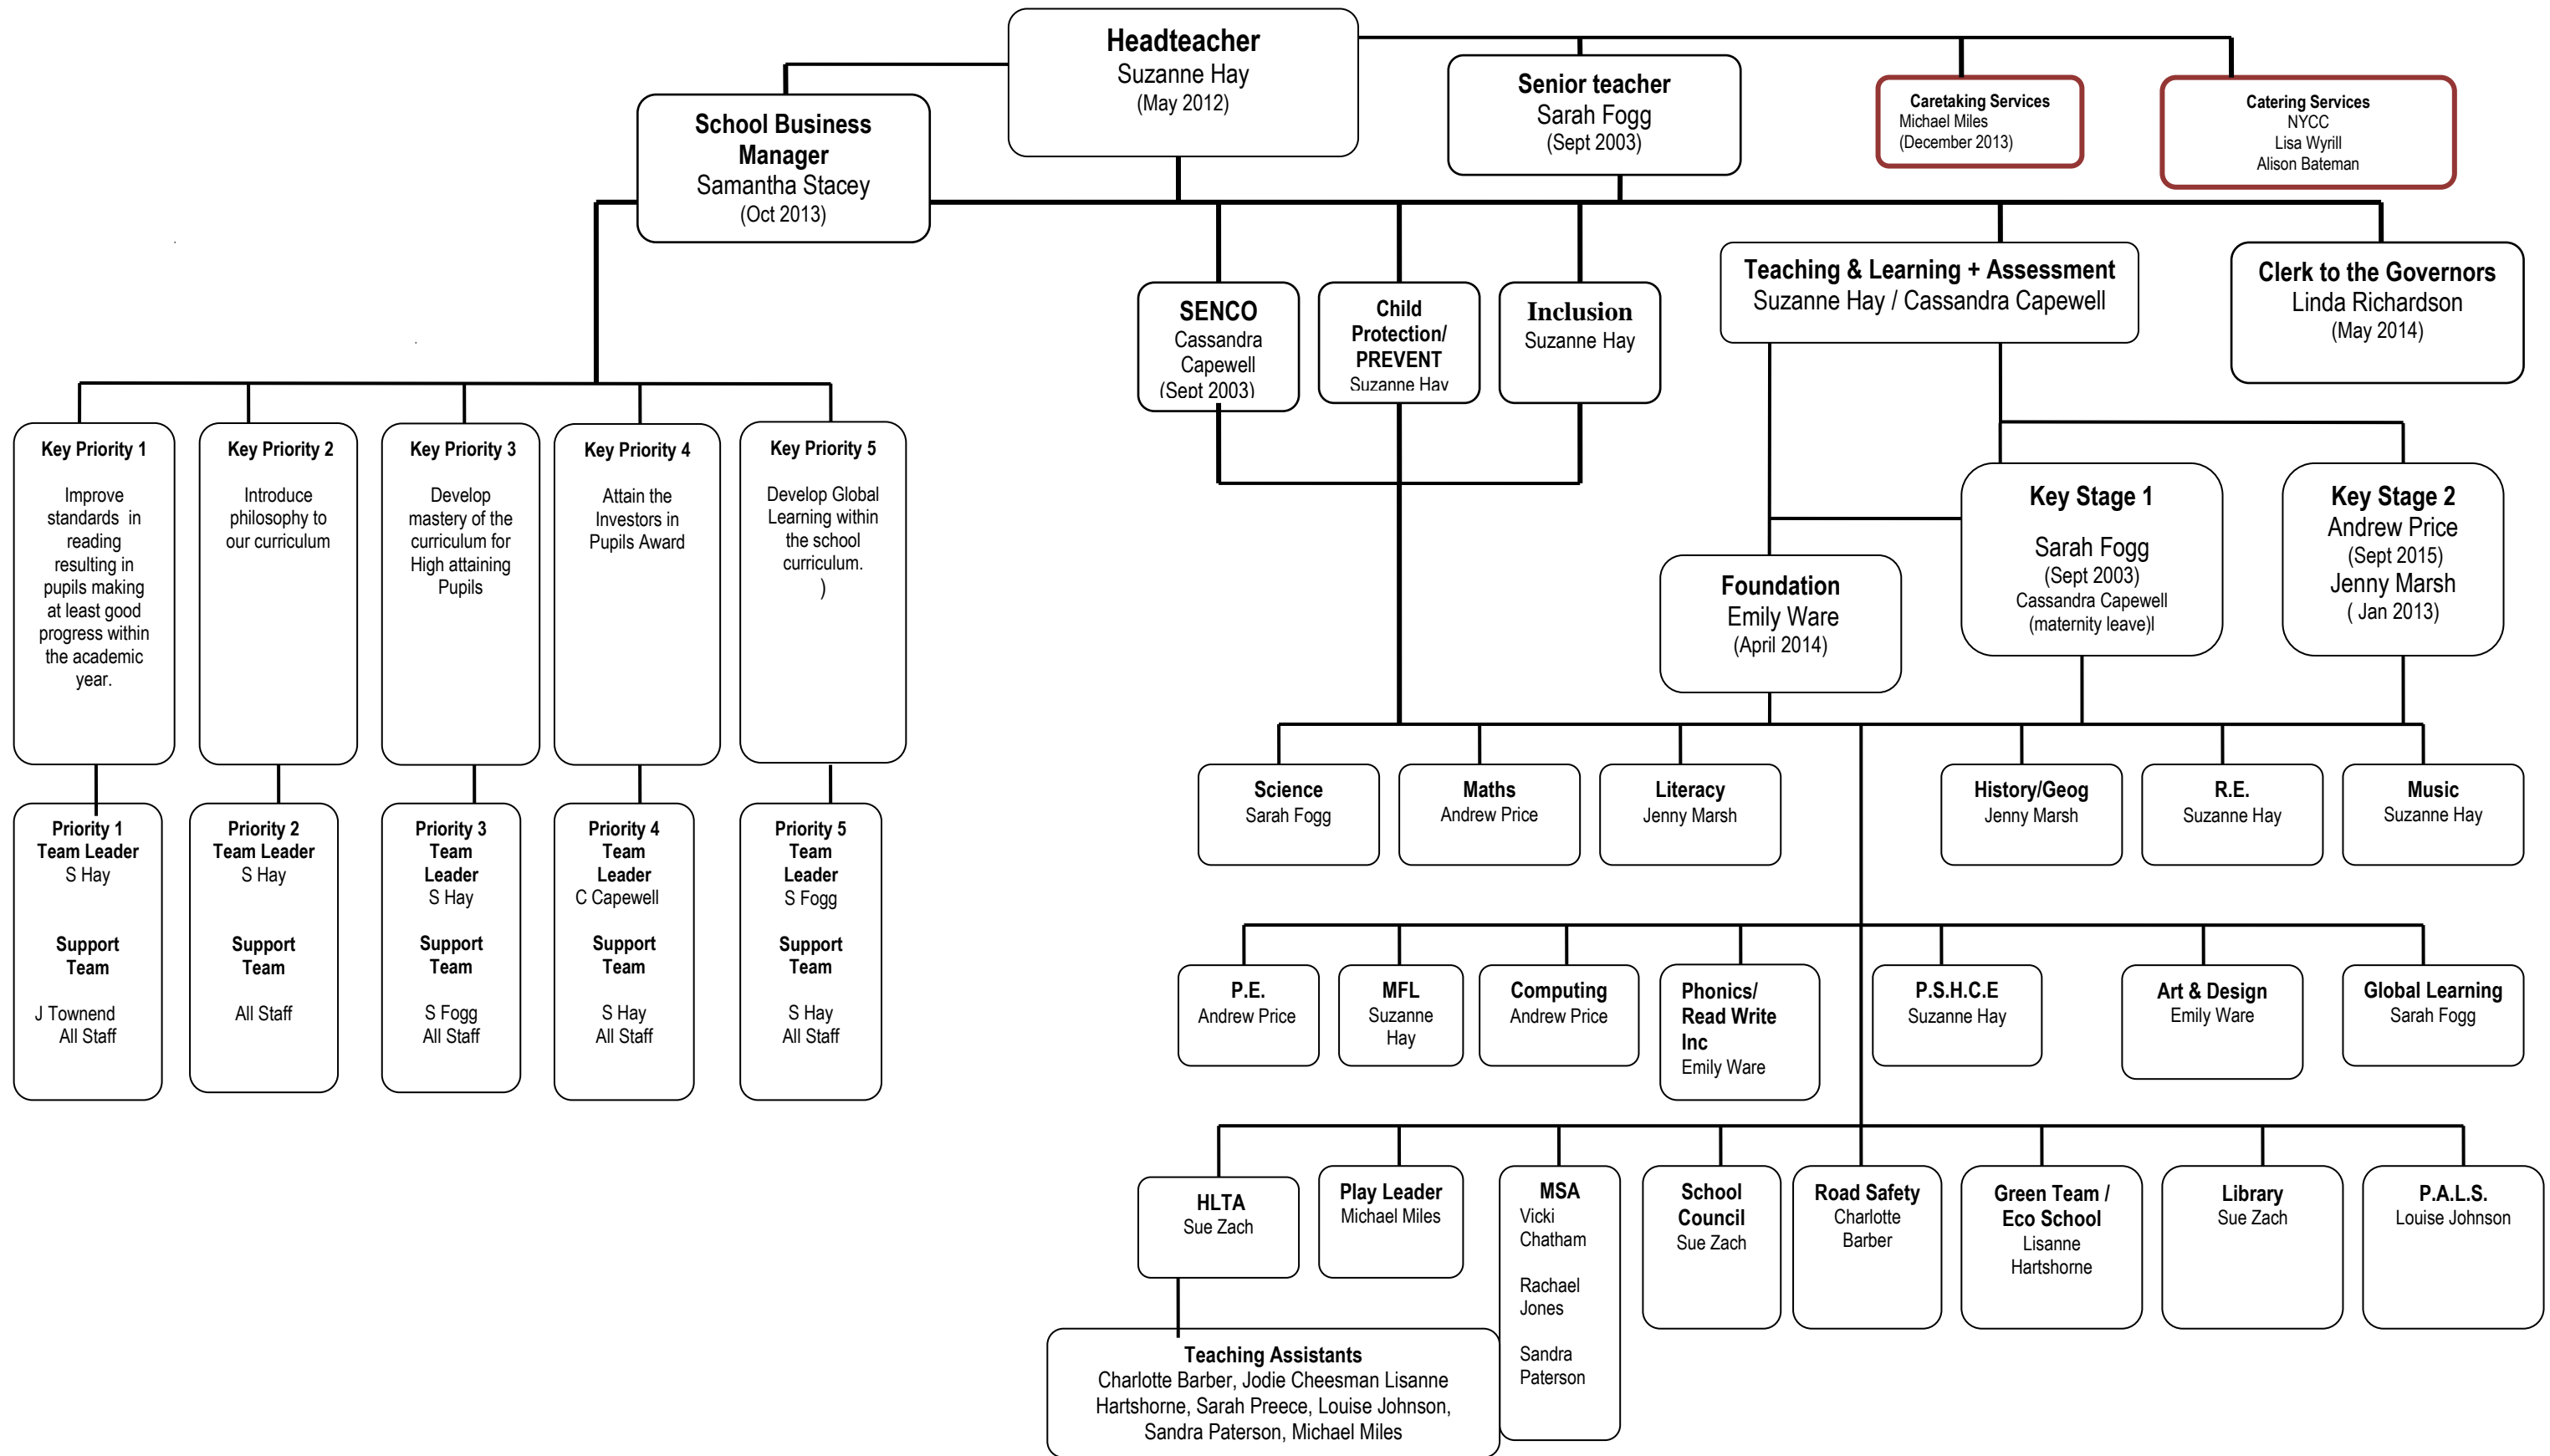 Headteacher
Suzanne Hay
(May 2012)
School Business
Manager
Samantha Stacey
(Oct 2013)
Senior teacher
Sarah Fogg
(Sept 2003)
Caretaking Services
Michael Miles
(December 2013)
Catering Services
NYCC
Lisa Wyrill
Alison Bateman
SENCO
Cassandra
Capewell
(Sept 2003)
Child
Protection/
PREVENT
Suzanne Hay
Inclusion
Suzanne Hay
Teaching & Learning + Assessment
Suzanne Hay / Cassandra Capewell
Clerk to the Governors
Linda Richardson
(May 2014)
Key Priority 1
Improve
standards in
reading
resulting in
pupils making
at least good
progress within
the academic
year.
Key Priority 2
Introduce
philosophy to
our curriculum
Key Priority 3
Develop
mastery of the
curriculum for
High attaining
Pupils
Key Priority 4
Attain the
Investors in
Pupils Award
Key Priority 5
Develop Global
Learning within
the school
curriculum.
)
Foundation
Emily Ware
(April 2014)
Key Stage 1
Sarah Fogg
(Sept 2003)
Cassandra Capewell
(maternity leave)l
Key Stage 2
Andrew Price
(Sept 2015)
Jenny Marsh
( Jan 2013)
Priority 1
Team Leader
S Hay
Support
Team
J Townend
All Staff
Priority 2
Team Leader
S Hay
Support
Team
All Staff
Priority 3
Team
Leader
S Hay
Support
Team
S Fogg
All Staff
Priority 4
Team
Leader
C Capewell
Support
Team
S Hay
All Staff
Priority 5
Team
Leader
S Fogg
Support
Team
S Hay
All Staff
Science
Sarah Fogg
Maths
Andrew Price
Literacy
Jenny Marsh
History/Geog
Jenny Marsh
R.E.
Suzanne Hay
Music
Suzanne Hay
P.E.
Andrew Price
MFL
Suzanne
Hay
Computing
Andrew Price
Phonics/
Read Write
Inc
Emily Ware
P.S.H.C.E
Suzanne Hay
Art & Design
Emily Ware
Global Learning
Sarah Fogg
HLTA
Sue Zach
Play Leader
Michael Miles
MSA
Vicki
Chatham
Rachael
Jones
Sandra
Paterson
School
Council
Sue Zach
Road Safety
Charlotte
Barber
Green Team /
Eco School
Lisanne
Hartshorne
Library
Sue Zach
P.A.L.S.
Louise Johnson
Teaching Assistants
Charlotte Barber, Jodie Cheesman Lisanne
Hartshorne, Sarah Preece, Louise Johnson,
Sandra Paterson, Michael Miles